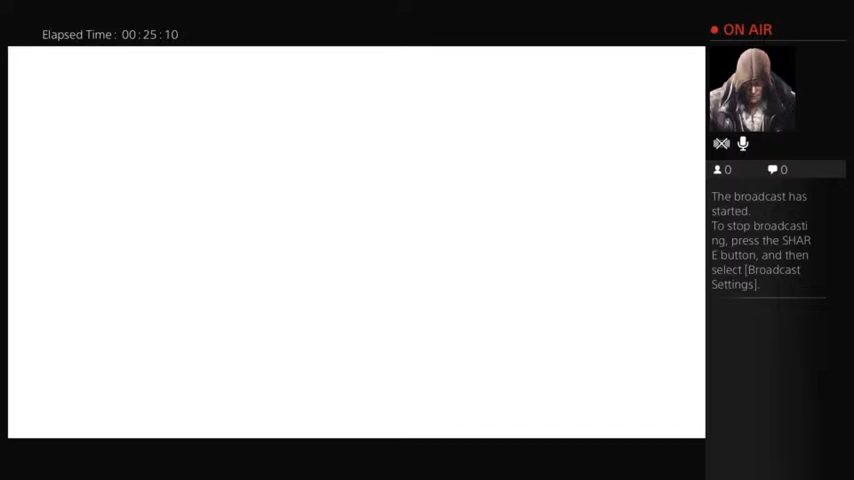 Elapsed Time: 00:25:10
ON AIR
0 0
The broadcast has
started.
To stop broadcasti
ng, press the SHAR
E button, and then
select [Broadcast
Settings].